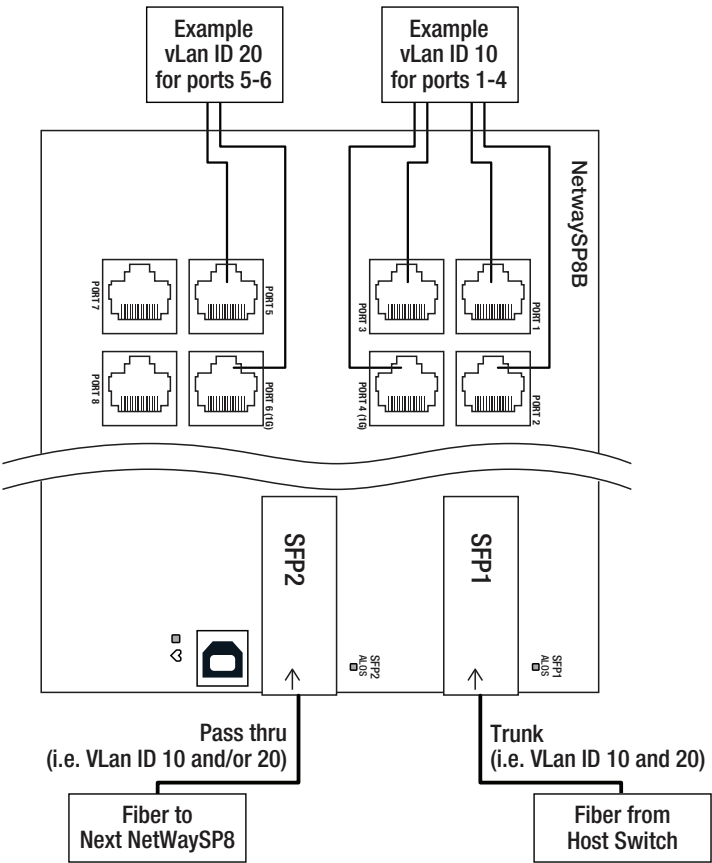 Example
vLan ID 20
for ports 5-6
Example
vLan ID 10
for ports 1-4
NetwaySP8B
PORT 7
PORT 5
PORT 3
PORT 1
PORT 8
PORT 6 (1G)
PORT 4 (1G)
PORT 2
SFP2
SFP1
SFP2
ALOS
SFP1
ALOS
Pass thru
(i.e. VLan ID 10 and/or 20)
Trunk
(i.e. VLan ID 10 and 20)
Fiber to
Next NetWaySP8
Fiber from
Host Switch